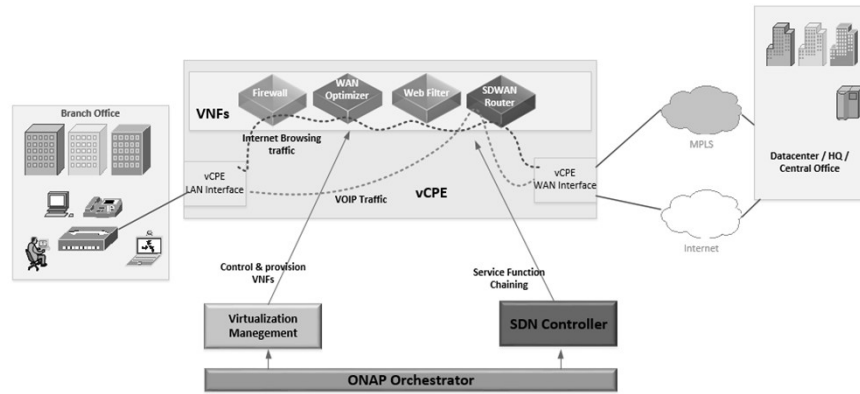 Branch Office
VNFs
Firewall
WAN
Optimizer
Web Filter
SDWAN
Router
Internet Browsing
traffic
vCPE
LAN Interface
VOIP Traffic
vCPE
vCPE
WAN Interface
MPLS
Internet
Datacenter / HQ /
Central Office
Control & provision
VNFs
Service Function
Chaining
Virtualization
Manegement
SDN Controller
ONAP Orchestrator